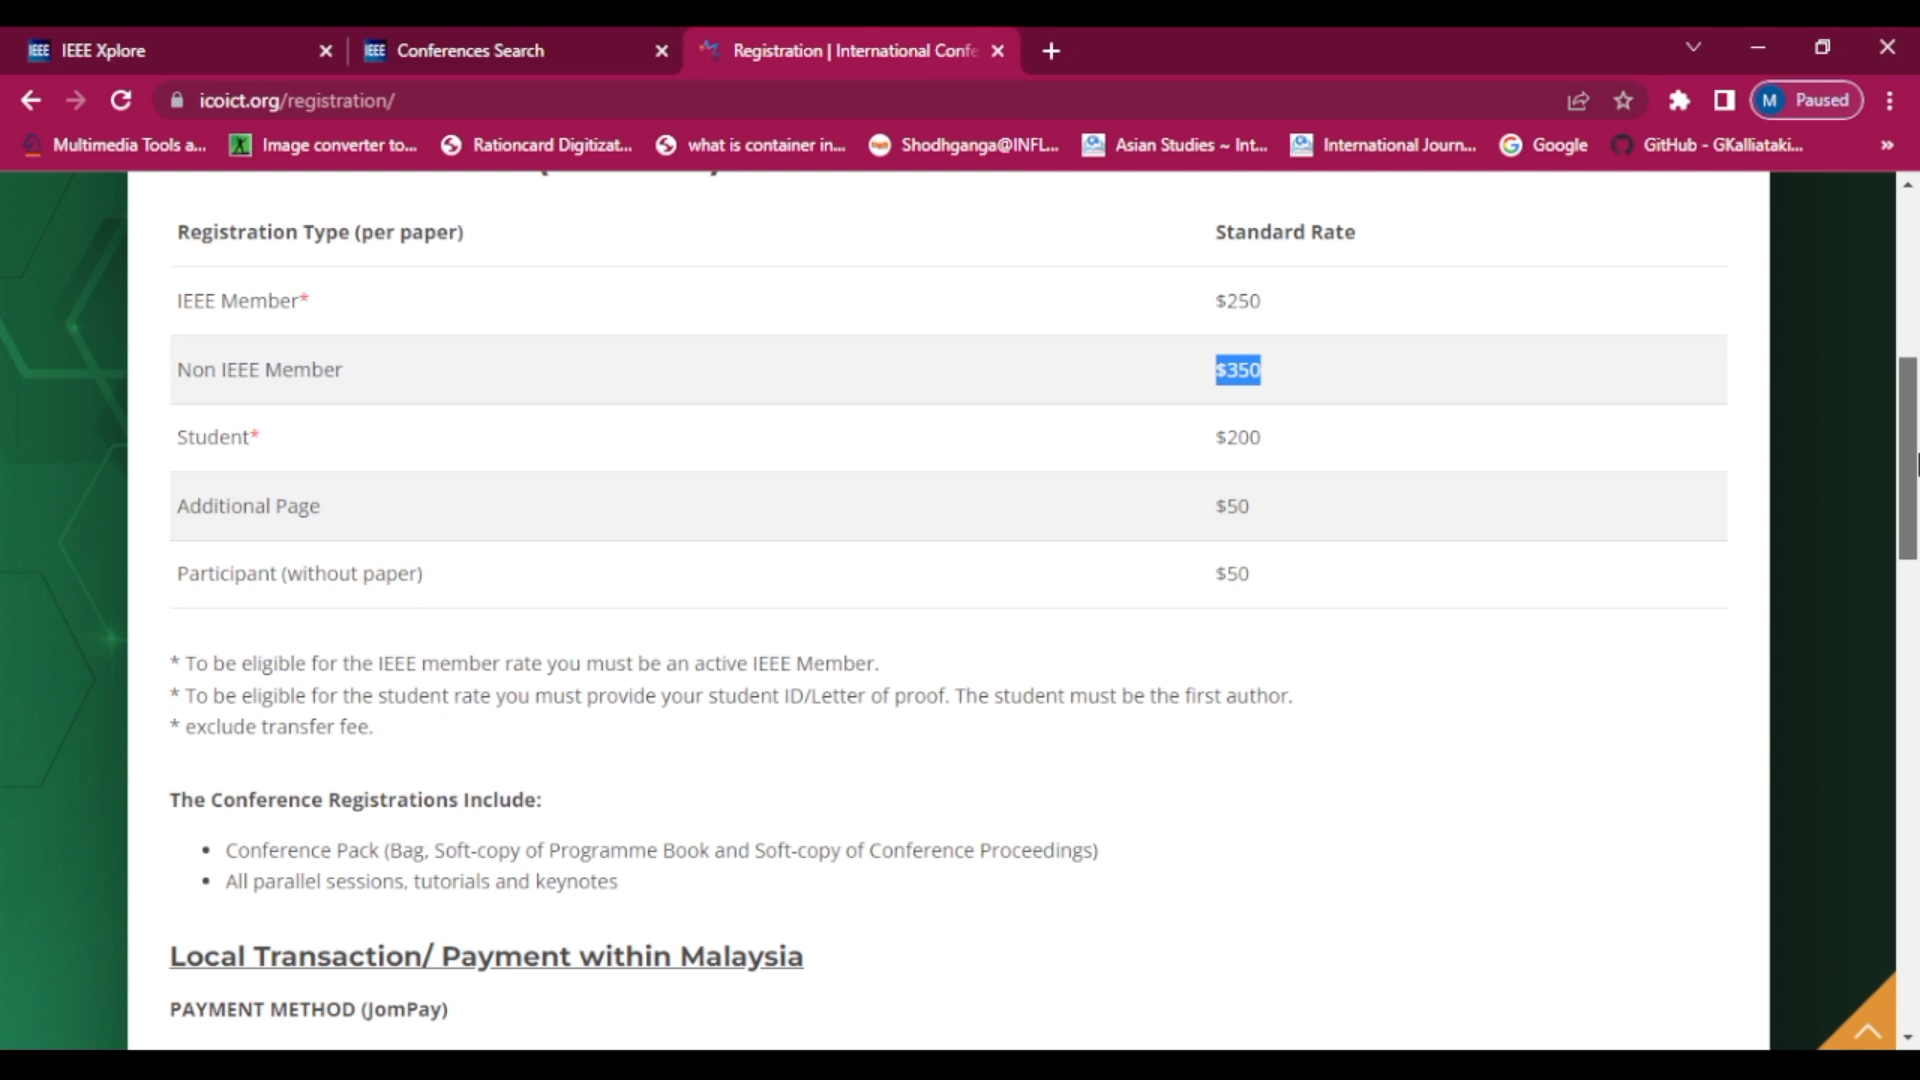 IEEE IEEE Xplore
IEEE Conferences Search
Registration | International Confe
icoict.org/registration/
M Paused
Multimedia Tools a...
Image converter to...
Rationcard Digitizat...
what is container in...
Shodhganga@INFL...
Asian Studies ~ Int...
International Journ...
Google
GitHub - GKalliataki...
»
Registration Type (per paper) Standard Rate
IEEE Member* $250
Non IEEE Member $350
Student* $200
Additional Page $50
Participant (without paper) $50
* To be eligible for the IEEE member rate you must be an active IEEE Member.
* To be eligible for the student rate you must provide your student ID/Letter of proof. The student must be the first author.
* exclude transfer fee.
The Conference Registrations Include:
• Conference Pack (Bag, Soft-copy of Programme Book and Soft-copy of Conference Proceedings)
• All parallel sessions, tutorials and keynotes
Local Transaction/ Payment within Malaysia
PAYMENT METHOD (JomPay)